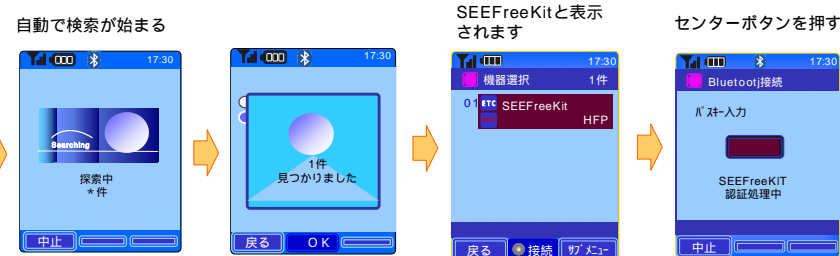 自動で検索が始まる
17:30
Searching
探索中
*件
中止
17:30
1件
見つかりました
戻る
OK
SEEFreeKitと表示
されます
17:30
機器選択 1件
01 ETC SEEFreeKit
HFP
戻る 接続 ｻﾌﾞﾒﾆｭｰ
センターボタンを押す
17:30
Bluetootj接続
ﾊﾟｽｷｰ入力
SEEFreeKIT
認証処理中
中止